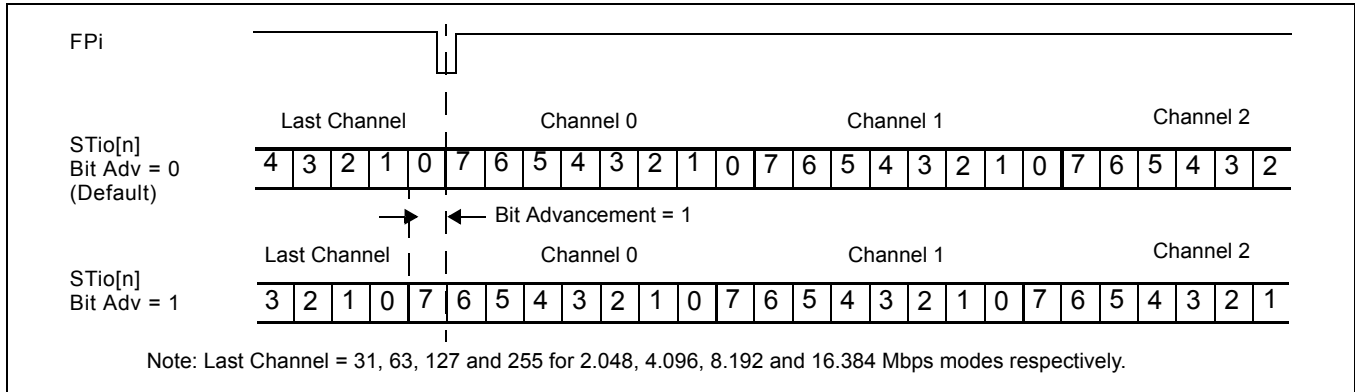 FPi
Last Channel Channel 0 Channel 1 Channel 2
STio[n]
Bit Adv = 0
(Default)
4 3 2 1 0 7 6 5 4 3 2 1 0 7 6 5 4 3 2 1 0 7 6 5 4 3 2
Bit Advancement = 1
Last Channel Channel 0 Channel 1 Channel 2
STio[n]
Bit Adv = 1
3 2 1 0 7 6 5 4 3 2 1 0 7 6 5 4 3 2 1 0 7 6 5 4 3 2 1
Note: Last Channel = 31, 63, 127 and 255 for 2.048, 4.096, 8.192 and 16.384 Mbps modes respectively.